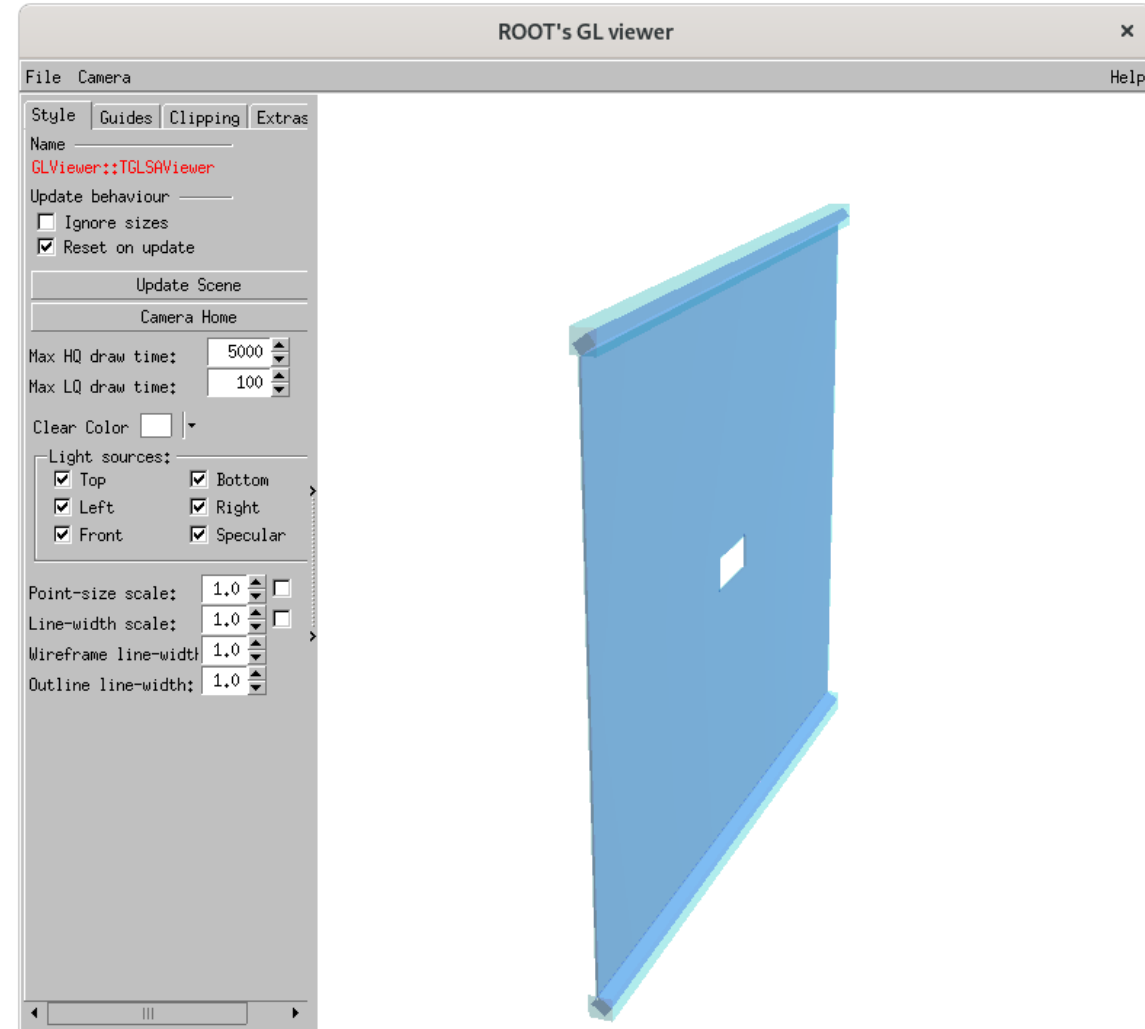 ROOT's GL viewer ×
File Camera Help
Style Guides Clipping Extras
Name
GLViewer::TGLSAViewer
Update behaviour
Ignore sizes
Reset on update
Update Scene
Camera Home
Max HQ draw time: 5000
Max LQ draw time: 100
Clear Color
Light sources:
Top Bottom
Left Right
Front Specular
Point-size scale: 1.0
Line-width scale: 1.0
Wireframe line-widt 1.0
Outline line-width: 1.0